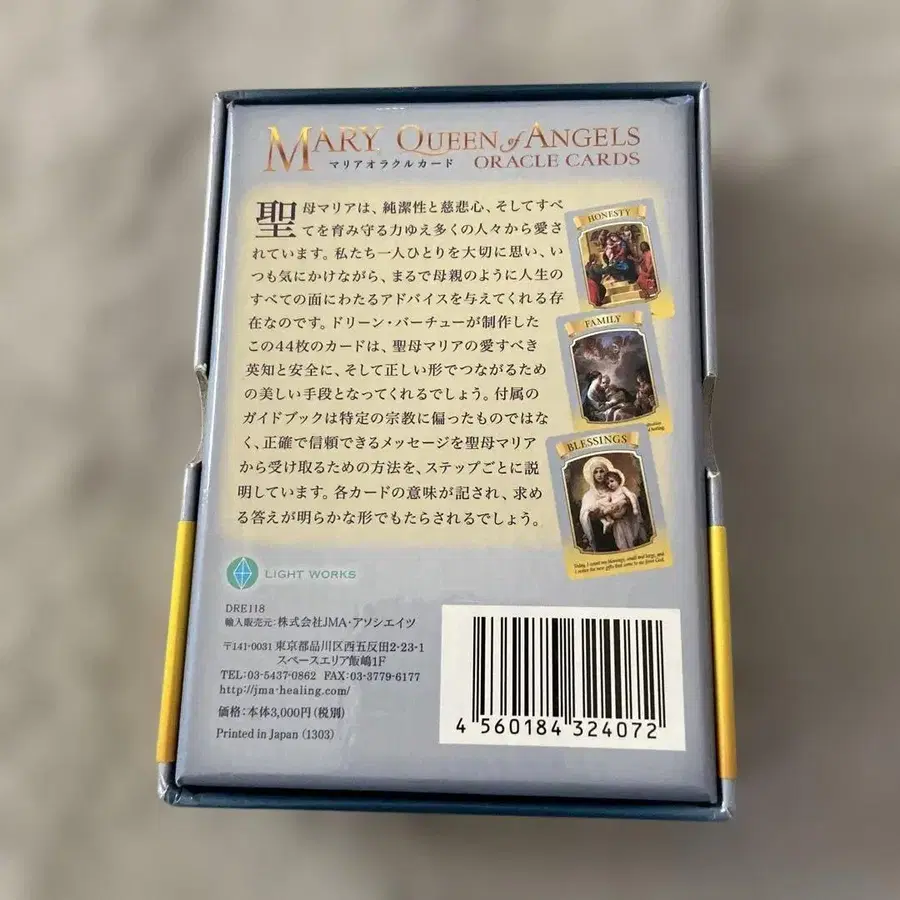 MARY QUEEN of ANGELS
マリアオラクルカード ORACLE CARDS
聖母マリアは、純潔性と慈悲心、そしてすべ
てを育み守る力ゆえ多くの人々から愛さ
れています。私たち一人ひとりを大切に思い、い
つも気にかけながら、まるで母親のように人生の
すべての面にわたるアドバイスを与えてくれる存
在なのです。ドリーン・バーチューが制作した
この44枚のカードは、聖母マリアの愛すべき
英知と安全に、そして正しい形でつながるため
の美しい手段となってくれるでしょう。付属の
ガイドブックは特定の宗教に偏ったものではな
く、正確で信頼できるメッセージを聖母マリア
から受け取るための方法を、ステップごとに説
明しています。各カードの意味が記され、求め
る答えが明らかな形でもたらされるでしょう。
HONESTY
FAMILY
BLESSINGS
Today, I count my blessings, small and large, and
I notice the new gifts that come to me from God.
LIGHT WORKS
DRE118
輸入販売元:株式会社JMA・アソシエイツ
〒141-0031 東京都品川区西五反田2-23-1
スペースエリア飯嶋1F
TEL:03-5437-0862 FAX:03-3779-6177
http://jma-healing.com/
価格:本体3,000円(税別)
Printed in Japan (1303)
4 560184 324072